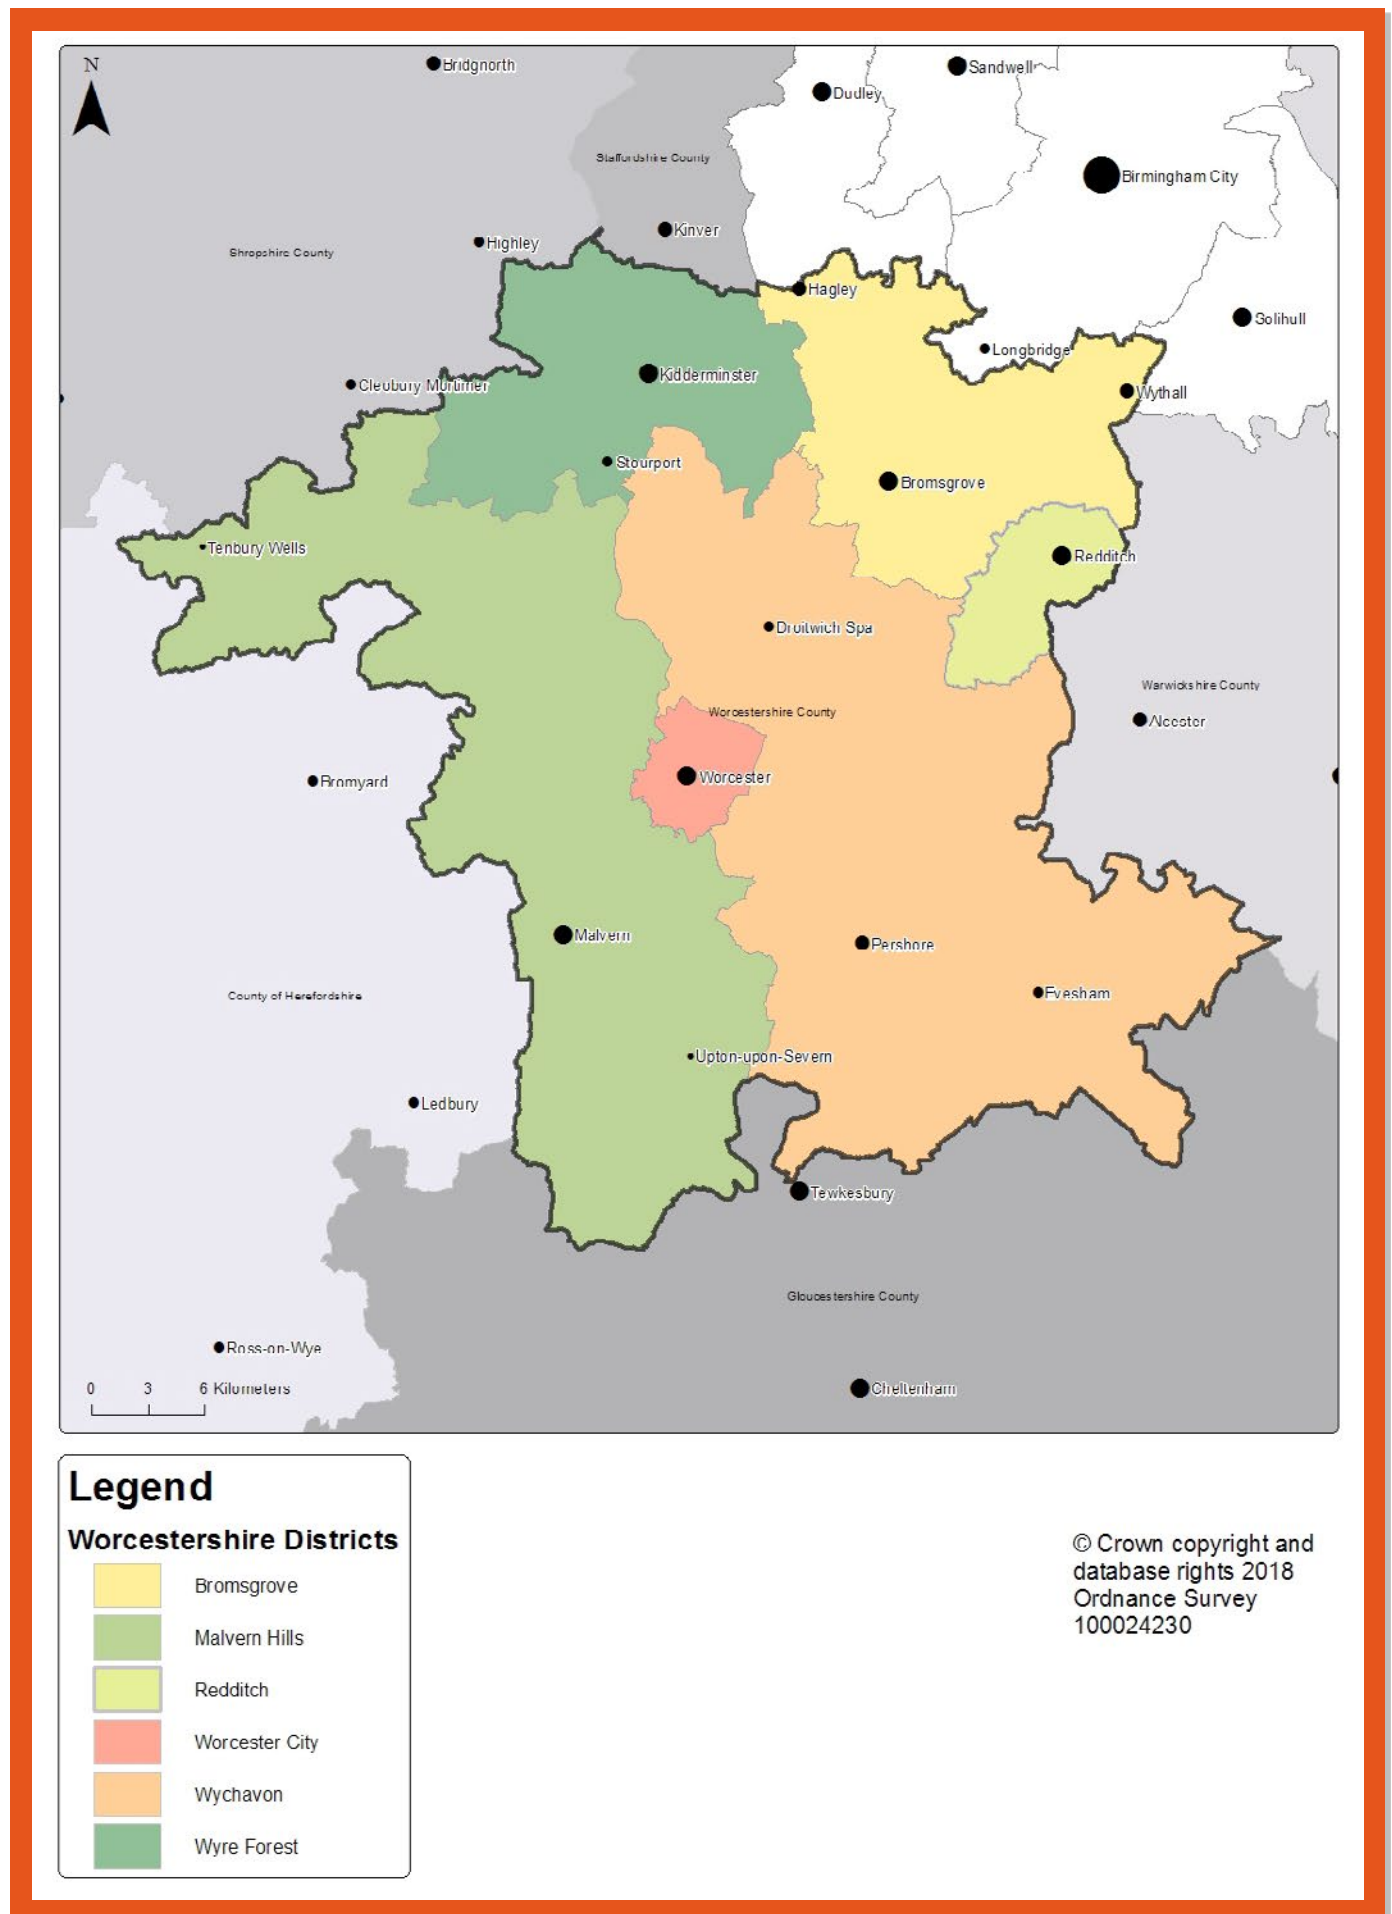 N
Bridgnorth
Sandwell
Dudley
Staffordshire County
Birmingham City
Kinver
Highley
Shropshire County
Hagley
Solihull
Longbridge
Kidderminster
Cleobury Mortimer
Wythall
Stourport
Bromsgrove
Tenbury Wells
Redditch
Droitwich Spa
Warwickshire County
Worcestershire County
Alcester
Worcester
Bromyard
Malvern
Pershore
County of Herefordshire
Evesham
Upton-upon-Severn
Ledbury
Tewkesbury
Gloucestershire County
Ross-on-Wye
0 3 6 Kilometers
Cheltenham
Legend
Worcestershire Districts
Bromsgrove
Malvern Hills
Redditch
Worcester City
Wychavon
Wyre Forest
© Crown copyright and
database rights 2018
Ordnance Survey
100024230